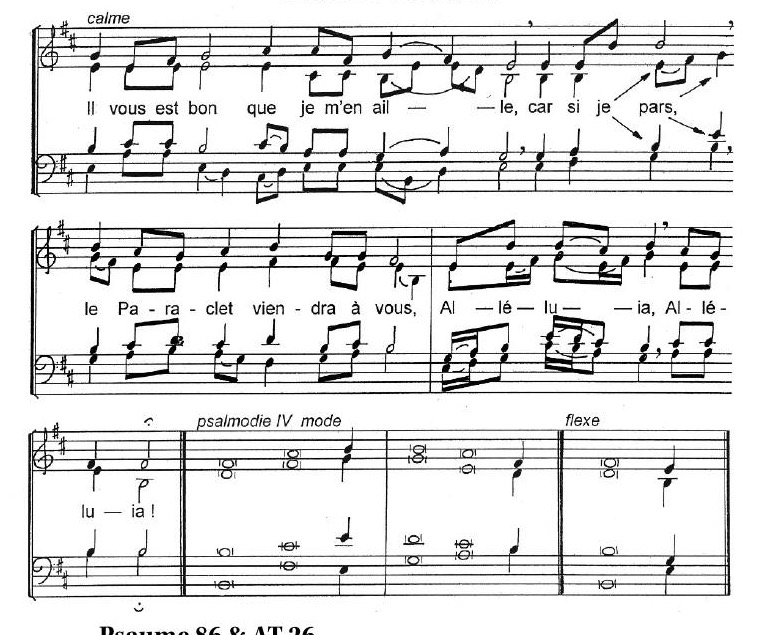 calme
Il vous est bon que je m'en ail — —le, car si je pars,
le Pa - ra - clet vien - dra à vous, Al —lé—lu— —ia, Al - lé -
psalmodie IV mode flexe
lu — ia !
Psaume 86 & AT 26